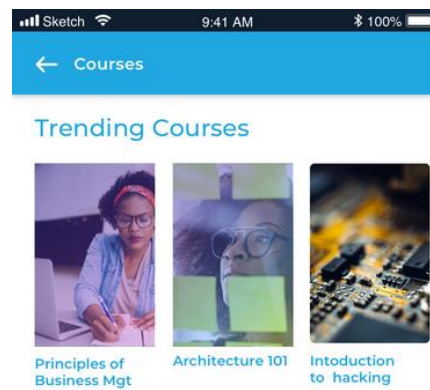 Sketch 9:41 AM 100%
Courses
Trending Courses
Principles of
Business Mgt
Architecture 101
Intoduction
to hacking